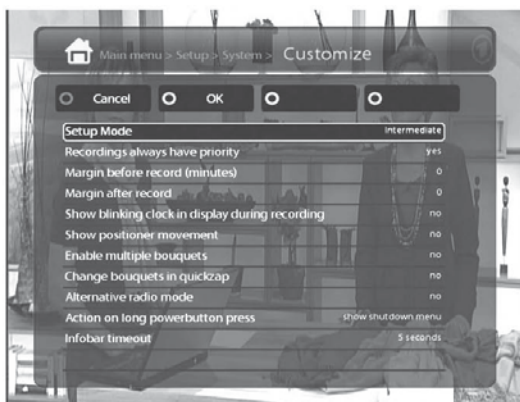 Main menu > Setup > System > Customize
Cancel OK
Setup Mode Intermediate
Recordings always have priority yes
Margin before record (minutes) 0
Margin after record 0
Show blinking clock in display during recording no
Show positioner movement no
Enable multiple bouquets no
Change bouquets in quickzap no
Alternative radio mode no
Action on long powerbutton press show shutdown menu
Infobar timeout 5 seconds